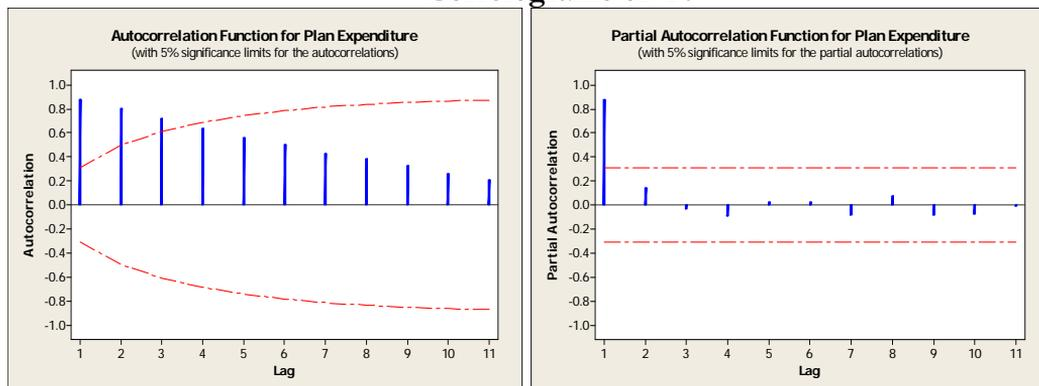 Autocorrelation Function for Plan Expenditure
(with 5% significance limits for the autocorrelations)
1.0
0.8
0.6
0.4
0.2
0.0
-0.2
-0.4
-0.6
-0.8
-1.0
Autocorrelation
1 2 3 4 5 6 7 8 9 10 11
Lag
Partial Autocorrelation Function for Plan Expenditure
(with 5% significance limits for the partial autocorrelations)
1.0
0.8
0.6
0.4
0.2
0.0
-0.2
-0.4
-0.6
-0.8
-1.0
Partial Autocorrelation
1 2 3 4 5 6 7 8 9 10 11
Lag